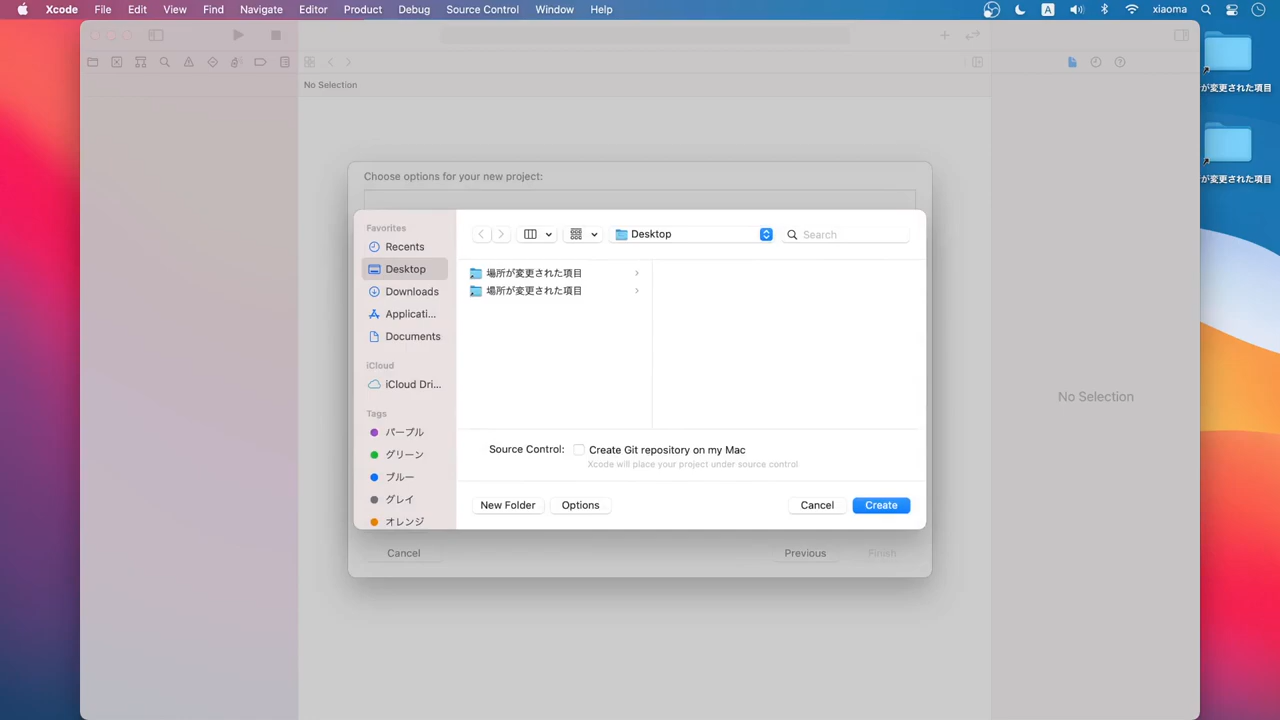 Xcode File Edit View Find Navigate Editor Product Debug Source Control Window Help A xiaoma
No Selection
が変更された項目
が変更された項目
Choose options for your new project:
Favorites
Recents
Desktop
Downloads
Applicati...
Documents
iCloud
iCloud Dri...
Tags
パープル
グリーン
ブルー
グレイ
オレンジ
Desktop
Search
場所が変更された項目
場所が変更された項目
Source Control: Create Git repository on my Mac
Xcode will place your project under source control
New Folder Options Cancel Create
Cancel Previous Finish
No Selection